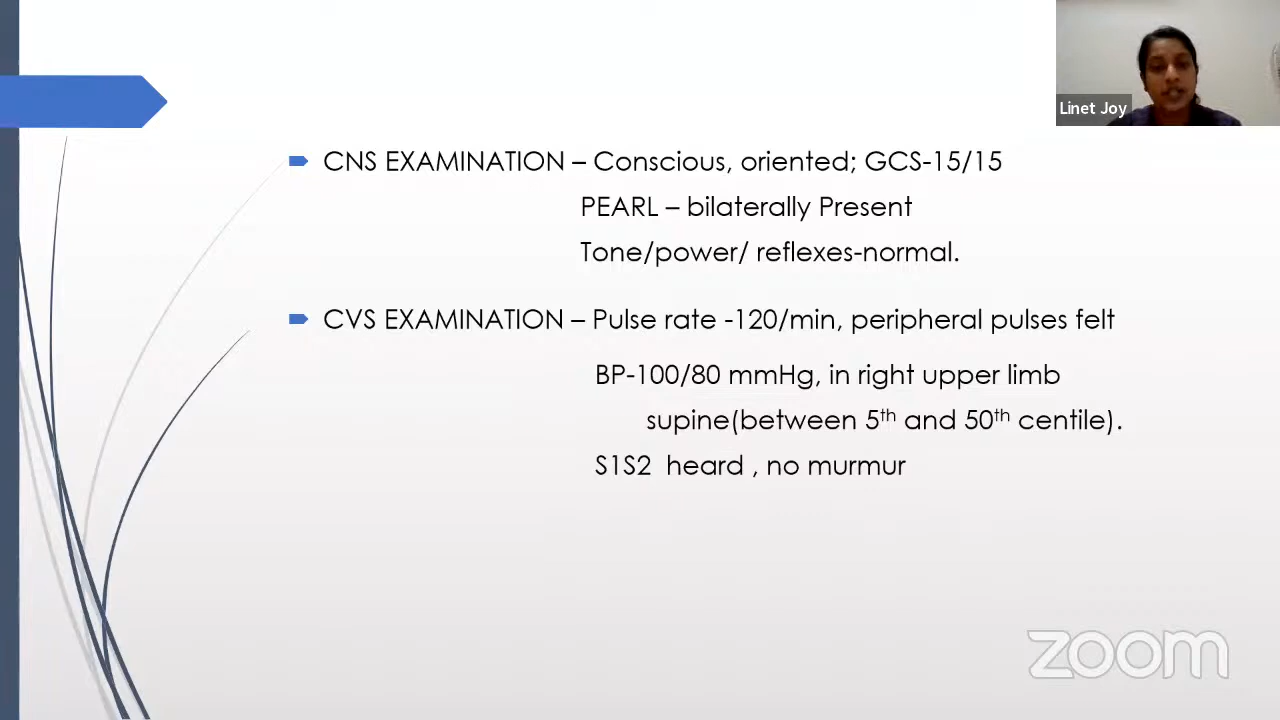 Linet Joy
CNS EXAMINATION – Conscious, oriented; GCS-15/15
PEARL – bilaterally Present
Tone/power/ reflexes-normal.
CVS EXAMINATION – Pulse rate -120/min, peripheral pulses felt
BP-100/80 mmHg, in right upper limb
supine(between 5th and 50th centile).
S1S2 heard , no murmur
zoom